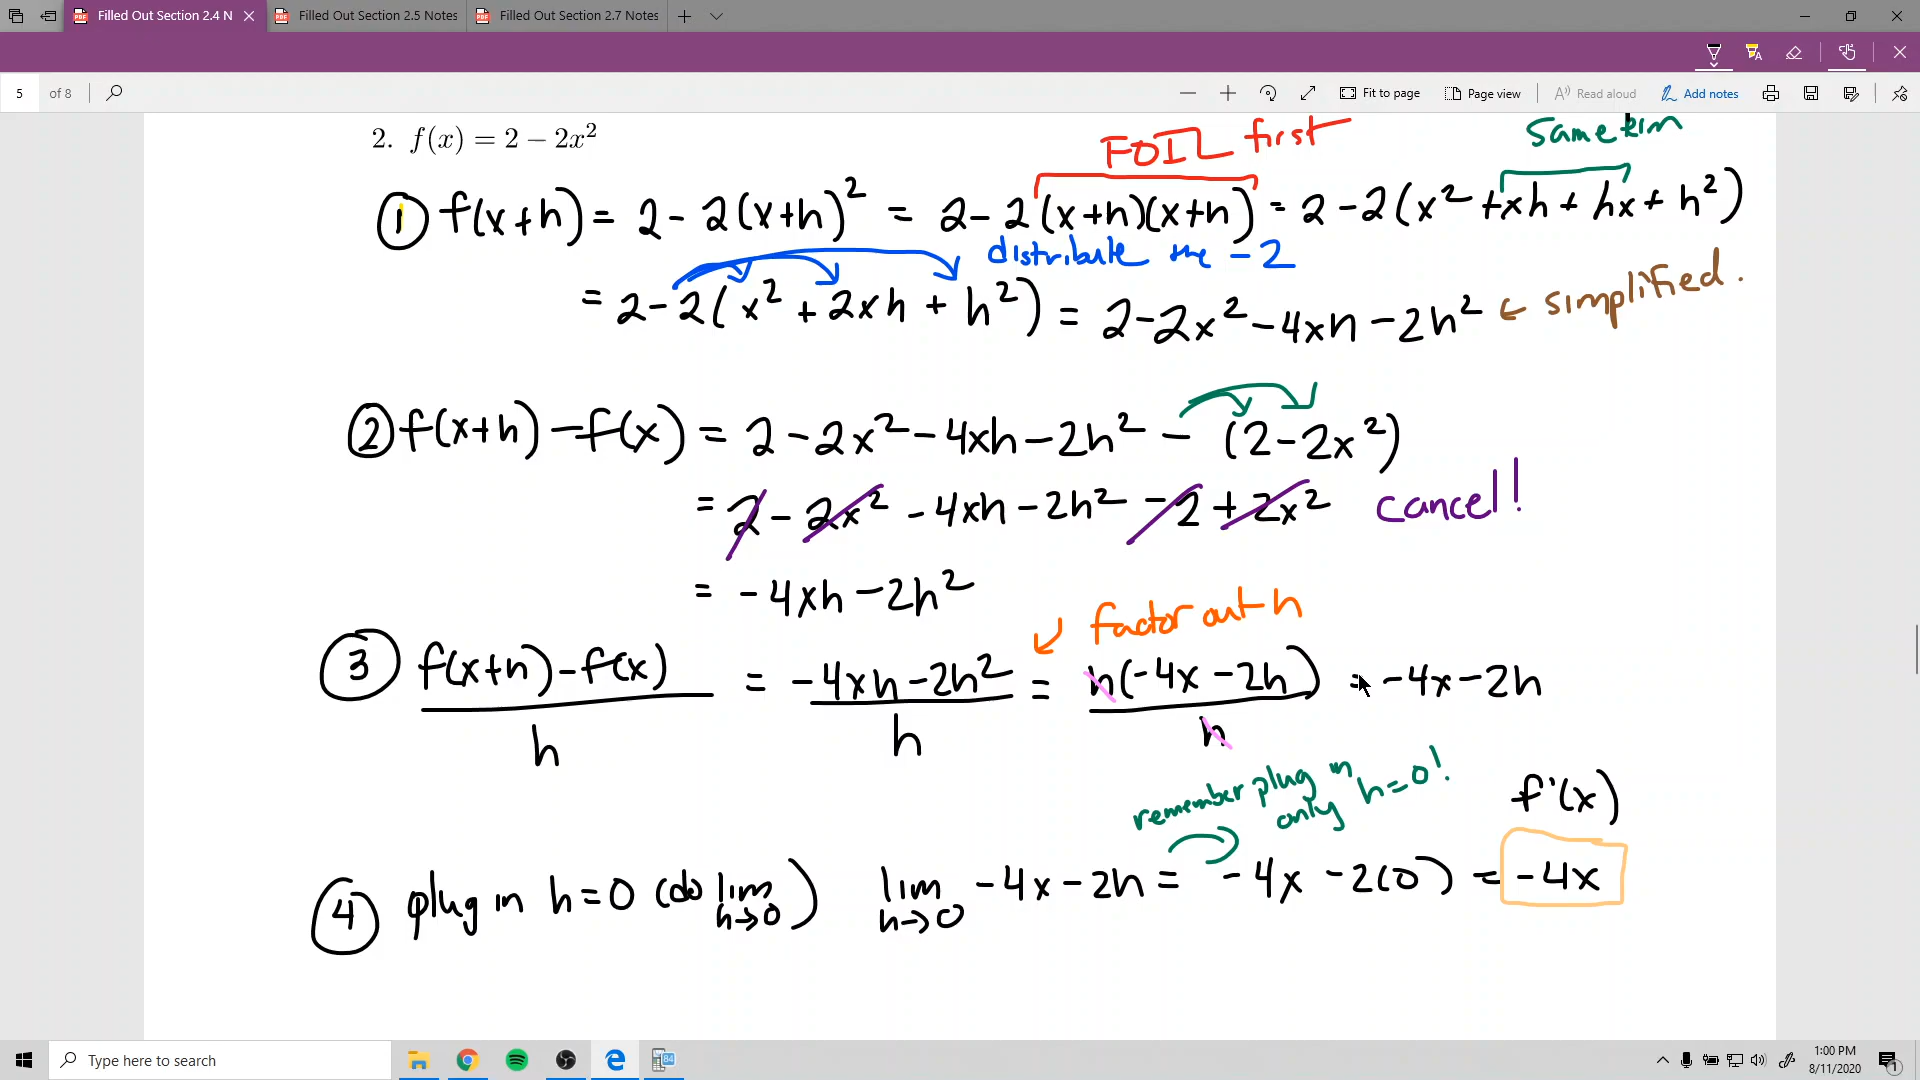 Filled Out Section 2.4 N
Filled Out Section 2.5 Notes
Filled Out Section 2.7 Notes
5 of 8
Fit to page
Page view
Read aloud
Add notes
2. f(x) = 2 − 2x²
FOIL first
same term
① f(x+h) = 2 − 2(x+h)² = 2 − 2(x+h)(x+h) = 2 − 2(x² + xh + hx + h²)
distribute the −2
= 2 − 2(x² + 2xh + h²) = 2 − 2x² − 4xh − 2h² ← simplified.
② f(x+h) − f(x) = 2 − 2x² − 4xh − 2h² − (2 − 2x²)
= 2 − 2x² − 4xh − 2h² − 2 + 2x² cancel!
= −4xh − 2h²
factor out h
③ f(x+h) − f(x) / h = −4xh − 2h² / h = h(−4x − 2h) / h = −4x − 2h
remember plug in only h=0!
f'(x)
④ plug in h=0 (do lim h→0) lim h→0 −4x − 2h = −4x − 2(0) = −4x
Type here to search
84
1:00 PM
8/11/2020
1